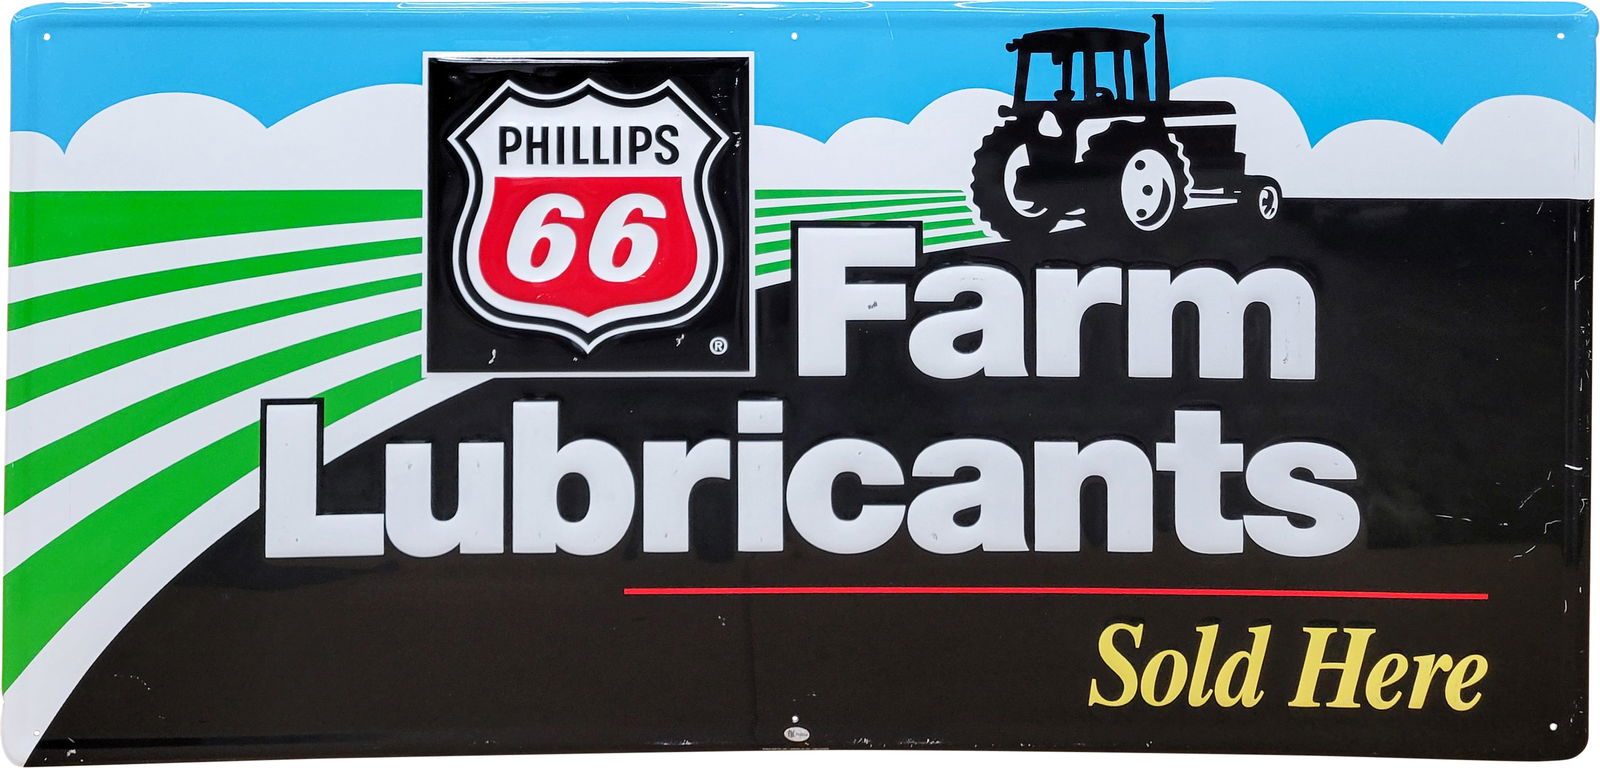 PHILLIPS
66
®
Farm
Lubricants
Sold Here